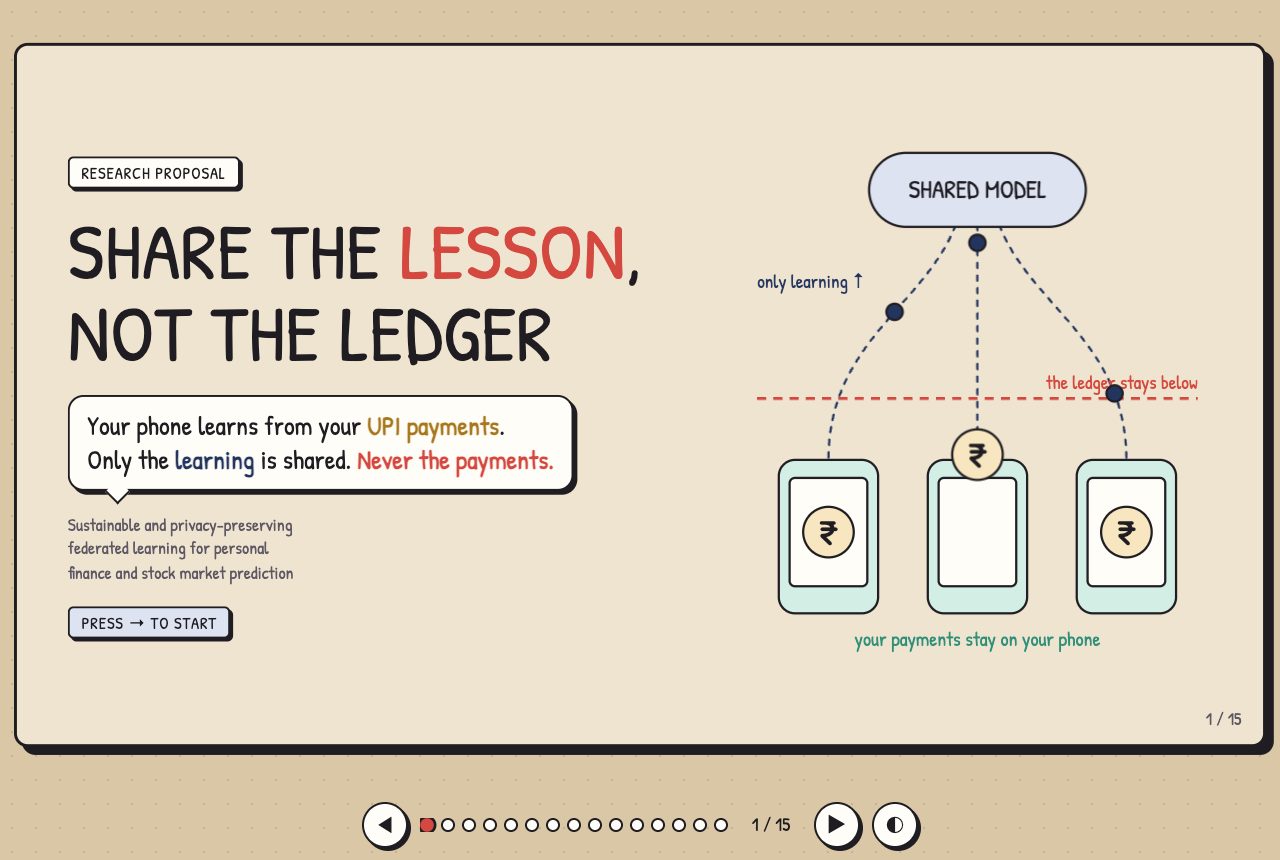 RESEARCH PROPOSAL
SHARE THE LESSON,
NOT THE LEDGER
Your phone learns from your UPI payments.
Only the learning is shared. Never the payments.
Sustainable and privacy-preserving
federated learning for personal
finance and stock market prediction
PRESS → TO START
SHARED MODEL
only learning ↑
the ledger stays below
₹
₹
₹
your payments stay on your phone
1 / 15
1 / 15